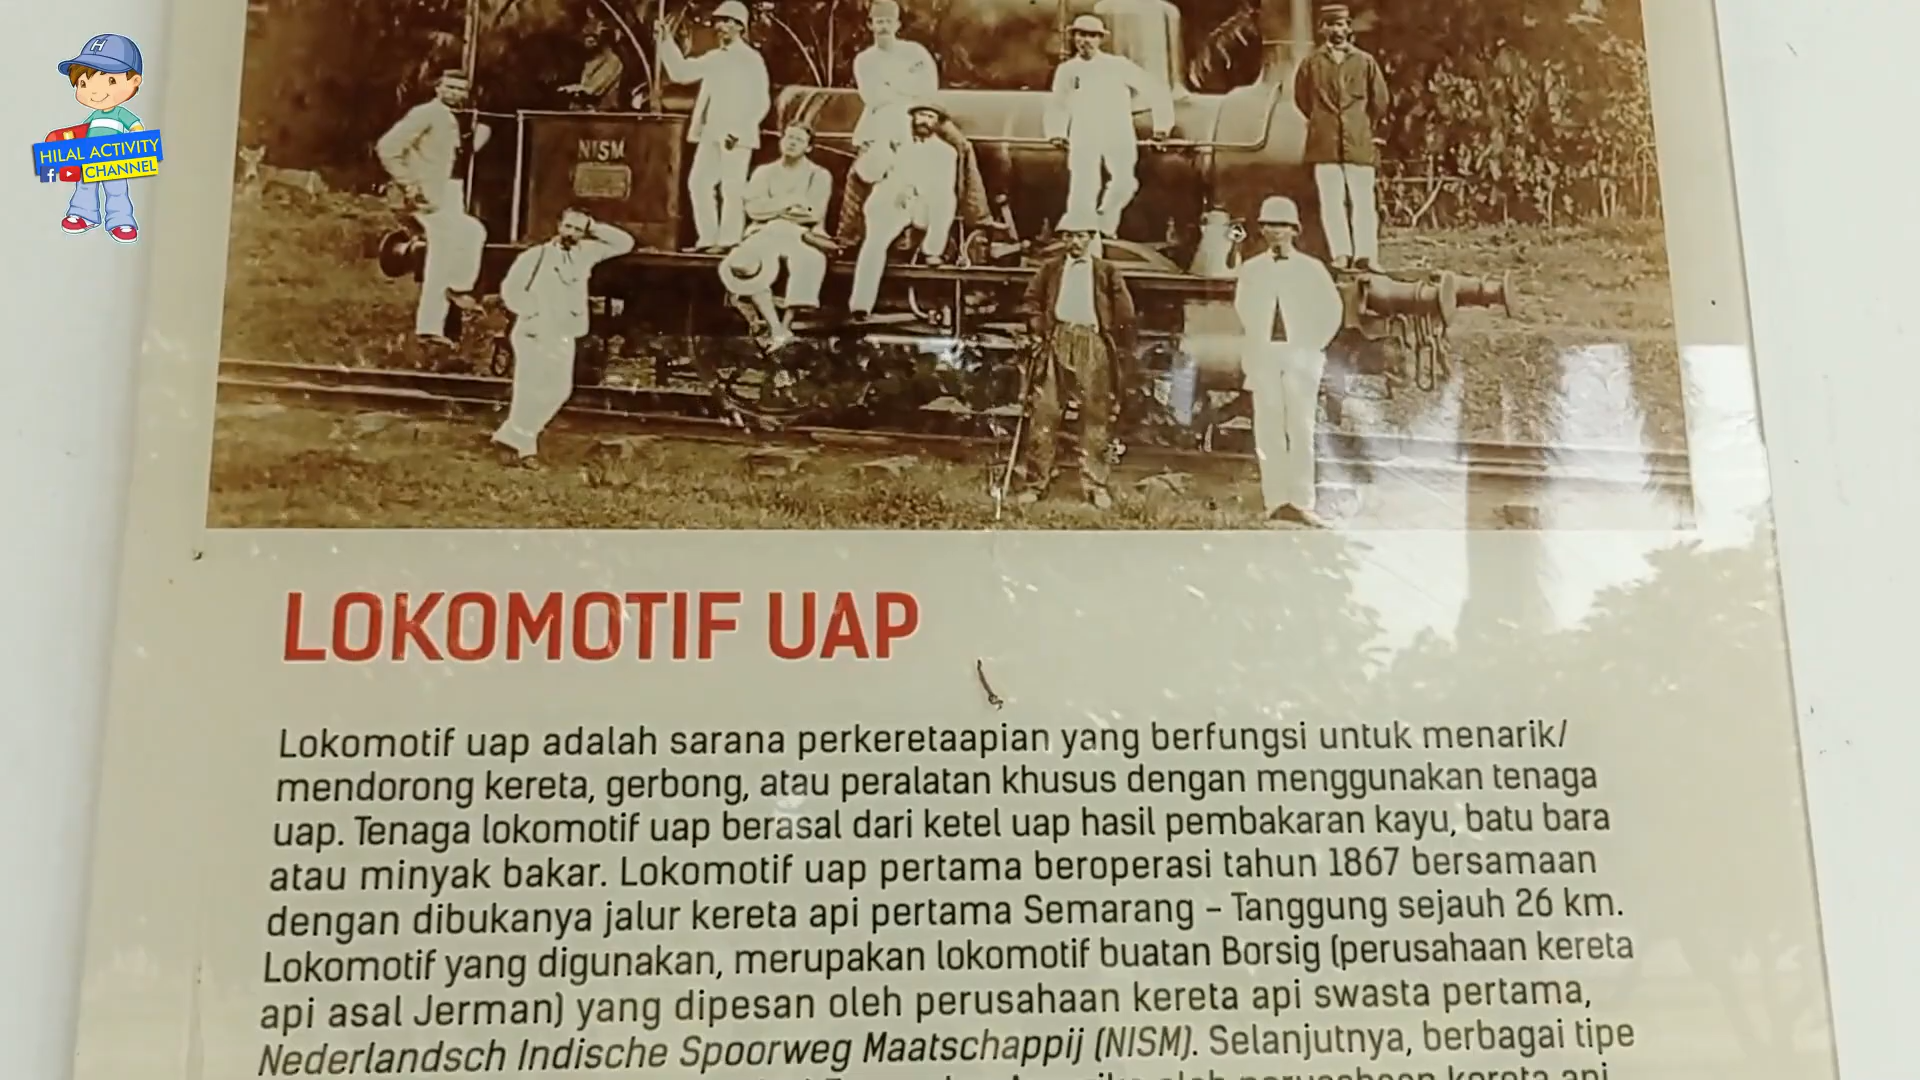 H
HILAL ACTIVITY
CHANNEL
NISM
LOKOMOTIF UAP
Lokomotif uap adalah sarana perkeretaapian yang berfungsi untuk menarik/
mendorong kereta, gerbong, atau peralatan khusus dengan menggunakan tenaga
uap. Tenaga lokomotif uap berasal dari ketel uap hasil pembakaran kayu, batu bara
atau minyak bakar. Lokomotif uap pertama beroperasi tahun 1867 bersamaan
dengan dibukanya jalur kereta api pertama Semarang – Tanggung sejauh 26 km.
Lokomotif yang digunakan, merupakan lokomotif buatan Borsig (perusahaan kereta
api asal Jerman) yang dipesan oleh perusahaan kereta api swasta pertama,
Nederlandsch Indische Spoorweg Maatschappij (NISM). Selanjutnya, berbagai tipe